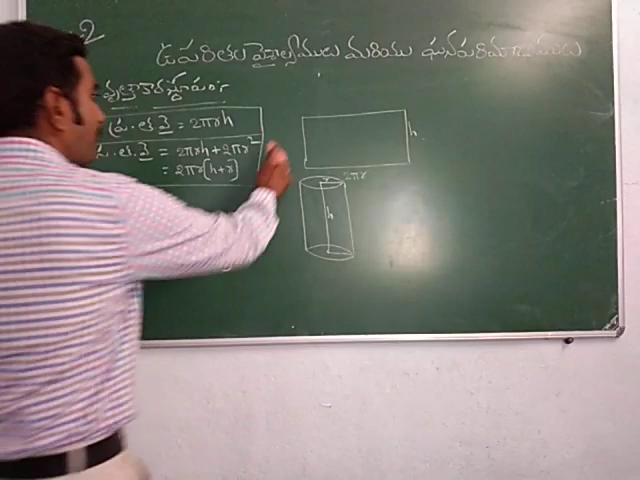 2
ఉపరితల వైశాల్యములు మరియు ఘనపరిమాణములు
వృత్తాకార స్థూపం:-
ప్ర.త.వై = 2πrh
సం.త.వై = 2πrh + 2πr²
= 2πr(h+r)
h
2πr
r
h